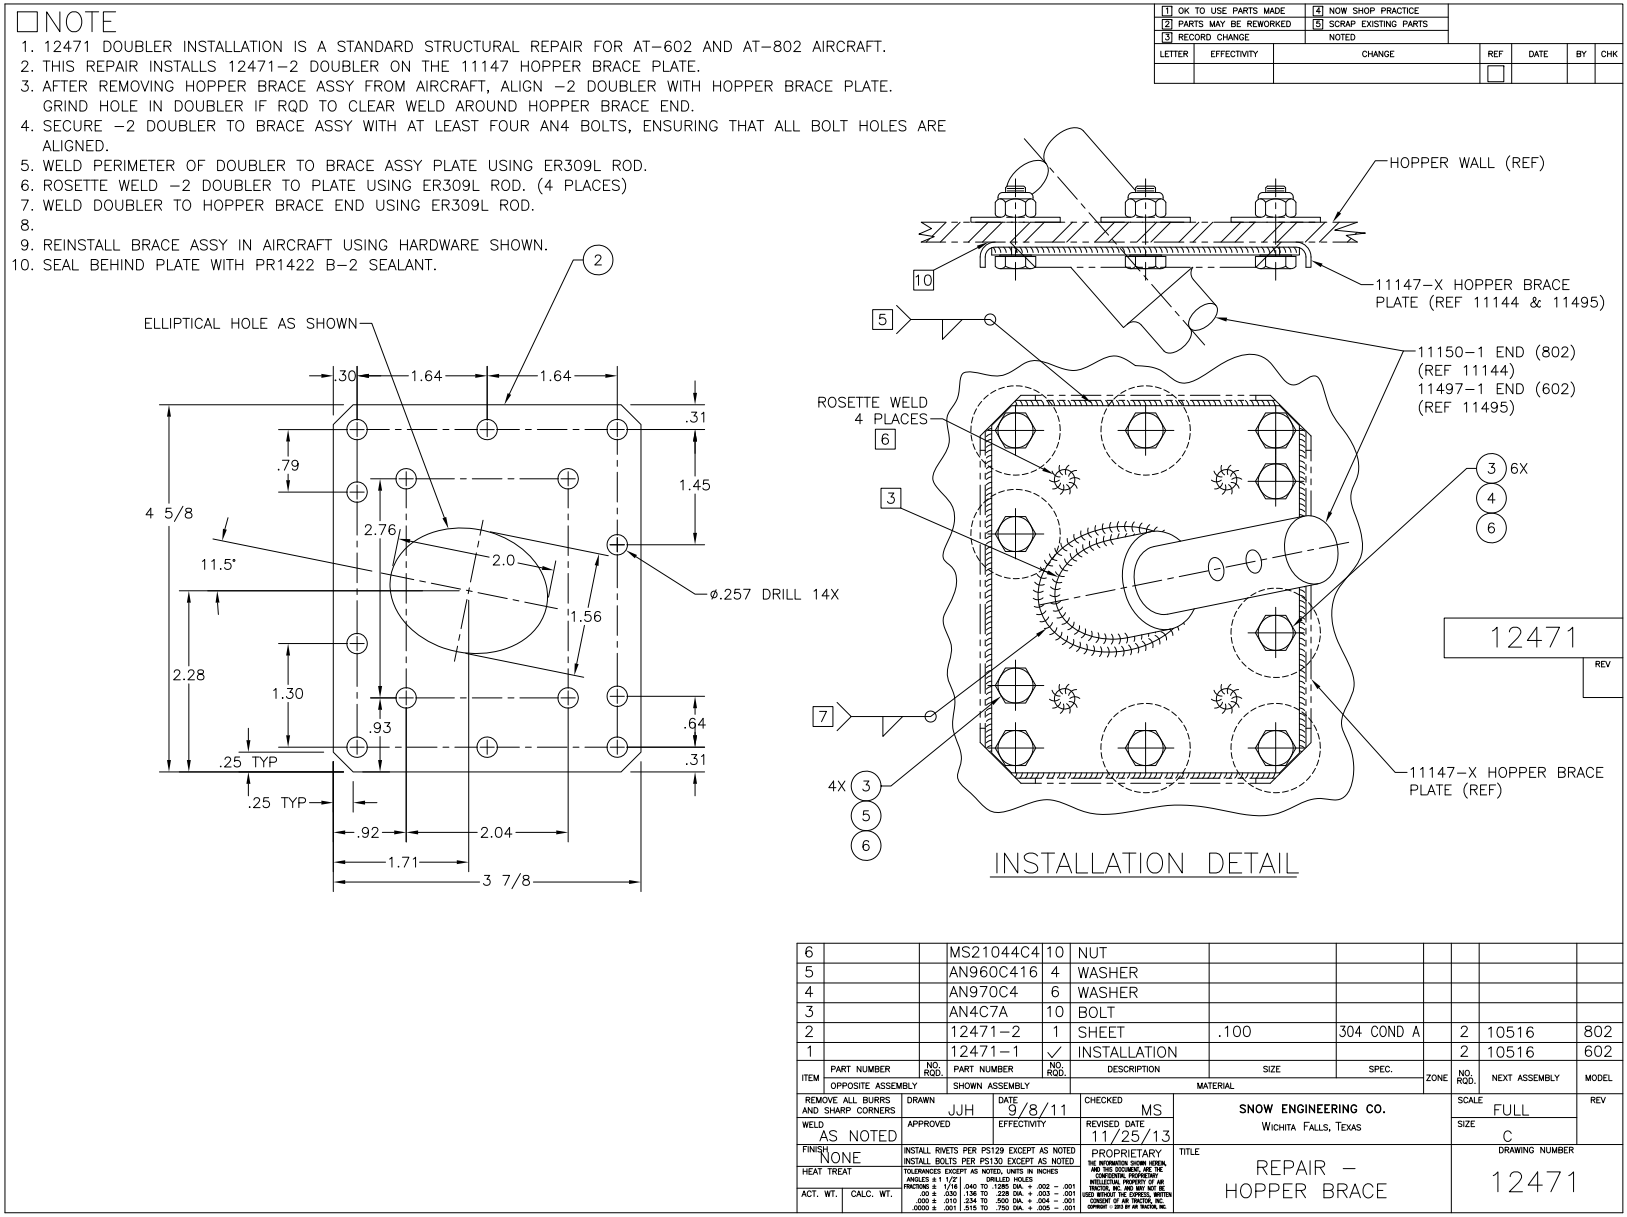 □NOTE
1. 12471 DOUBLER INSTALLATION IS A STANDARD STRUCTURAL REPAIR FOR AT-602 AND AT-802 AIRCRAFT.
2. THIS REPAIR INSTALLS 12471-2 DOUBLER ON THE 11147 HOPPER BRACE PLATE.
3. AFTER REMOVING HOPPER BRACE ASSY FROM AIRCRAFT, ALIGN -2 DOUBLER WITH HOPPER BRACE PLATE.
GRIND HOLE IN DOUBLER IF RQD TO CLEAR WELD AROUND HOPPER BRACE END.
4. SECURE -2 DOUBLER TO BRACE ASSY WITH AT LEAST FOUR AN4 BOLTS, ENSURING THAT ALL BOLT HOLES ARE
ALIGNED.
5. WELD PERIMETER OF DOUBLER TO BRACE ASSY PLATE USING ER309L ROD.
6. ROSETTE WELD -2 DOUBLER TO PLATE USING ER309L ROD. (4 PLACES)
7. WELD DOUBLER TO HOPPER BRACE END USING ER309L ROD.
8.
9. REINSTALL BRACE ASSY IN AIRCRAFT USING HARDWARE SHOWN.
10. SEAL BEHIND PLATE WITH PR1422 B-2 SEALANT.
1 OK TO USE PARTS MADE 4 NOW SHOP PRACTICE
2 PARTS MAY BE REWORKED 5 SCRAP EXISTING PARTS
3 RECORD CHANGE NOTED
LETTER EFFECTIVITY CHANGE REF DATE BY CHK
2
ELLIPTICAL HOLE AS SHOWN
.30 1.64 1.64
.31
.79
1.45
4 5/8
2.76
2.0
11.5°
⌀.257 DRILL 14X
1.56
2.28
1.30
.93
.64
.25 TYP
.31
.25 TYP
.92 2.04
1.71
3 7/8
HOPPER WALL (REF)
10
11147-X HOPPER BRACE
PLATE (REF 11144 & 11495)
5
11150-1 END (802)
(REF 11144)
11497-1 END (602)
(REF 11495)
ROSETTE WELD
4 PLACES
6
3 6X
4
6
3
12471
REV
7
11147-X HOPPER BRACE
PLATE (REF)
4X 3
5
6
INSTALLATION DETAIL
6 MS21044C4 10 NUT
5 AN960C416 4 WASHER
4 AN970C4 6 WASHER
3 AN4C7A 10 BOLT
2 12471-2 1 SHEET .100 304 COND A 2 10516 802
1 12471-1 ✓ INSTALLATION 2 10516 602
ITEM PART NUMBER NO. RQD. PART NUMBER NO. RQD. DESCRIPTION SIZE SPEC. ZONE NO. RQD. NEXT ASSEMBLY MODEL
OPPOSITE ASSEMBLY SHOWN ASSEMBLY MATERIAL
REMOVE ALL BURRS
AND SHARP CORNERS
DRAWN JJH
DATE 9/8/11
CHECKED MS
WELD AS NOTED
APPROVED
EFFECTIVITY
REVISED DATE 11/25/13
FINISH NONE
HEAT TREAT
ACT. WT. CALC. WT.
INSTALL RIVETS PER PS129 EXCEPT AS NOTED
INSTALL BOLTS PER PS130 EXCEPT AS NOTED
TOLERANCES EXCEPT AS NOTED, UNITS IN INCHES
ANGLES ± 1 1/2° DRILLED HOLES
FRACTIONS ± 1/16 .040 TO .1285 DIA. + .002 - .001
.00 ± .030 .136 TO .228 DIA. + .003 - .001
.000 ± .010 .234 TO .500 DIA. + .004 - .001
.0000 ± .001 .515 TO .750 DIA. + .005 - .001
PROPRIETARY
THE INFORMATION SHOWN HEREIN,
AND THIS DOCUMENT, ARE THE
CONFIDENTIAL PROPRIETARY
INTELLECTUAL PROPERTY OF AIR
TRACTOR, INC. AND MAY NOT BE
USED WITHOUT THE EXPRESS, WRITTEN
CONSENT OF AIR TRACTOR, INC.
COPYRIGHT © 2013 BY AIR TRACTOR, INC.
SNOW ENGINEERING CO.
WICHITA FALLS, TEXAS
TITLE
REPAIR -
HOPPER BRACE
SCALE FULL
REV
SIZE C
DRAWING NUMBER
12471